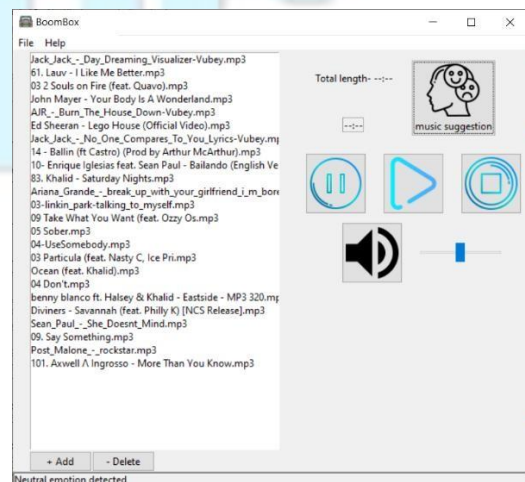 BoomBox
File Help
Jack_Jack_-_Day_Dreaming_Visualizer-Vubey.mp3
61. Lauv - I Like Me Better.mp3
03 2 Souls on Fire (feat. Quavo).mp3
John Mayer - Your Body Is A Wonderland.mp3
AJR_-_Burn_The_House_Down-Vubey.mp3
Ed Sheeran - Lego House (Official Video).mp3
Jack_Jack_-_No_One_Compares_To_You_Lyrics-Vubey.mp
14 - Ballin (ft Castro) (Prod by Arthur McArthur).mp3
10- Enrique Iglesias feat. Sean Paul - Bailando (English Ve
83. Khalid - Saturday Nights.mp3
Ariana_Grande_-_break_up_with_your_girlfriend_i_m_bore
03-linkin_park-talking_to_myself.mp3
09 Take What You Want (feat. Ozzy Os.mp3
05 Sober.mp3
04-UseSomebody.mp3
03 Particula (feat. Nasty C, Ice Pri.mp3
Ocean (feat. Khalid).mp3
04 Don't.mp3
benny blanco ft. Halsey & Khalid - Eastside - MP3 320.mp
Diviners - Savannah (feat. Philly K) [NCS Release].mp3
Sean_Paul_-_She_Doesnt_Mind.mp3
09. Say Something.mp3
Post_Malone_-_rockstar.mp3
101. Axwell Λ Ingrosso - More Than You Know.mp3
Total length- --:--
--:--
music suggestion
+ Add - Delete
Neutral emotion detected